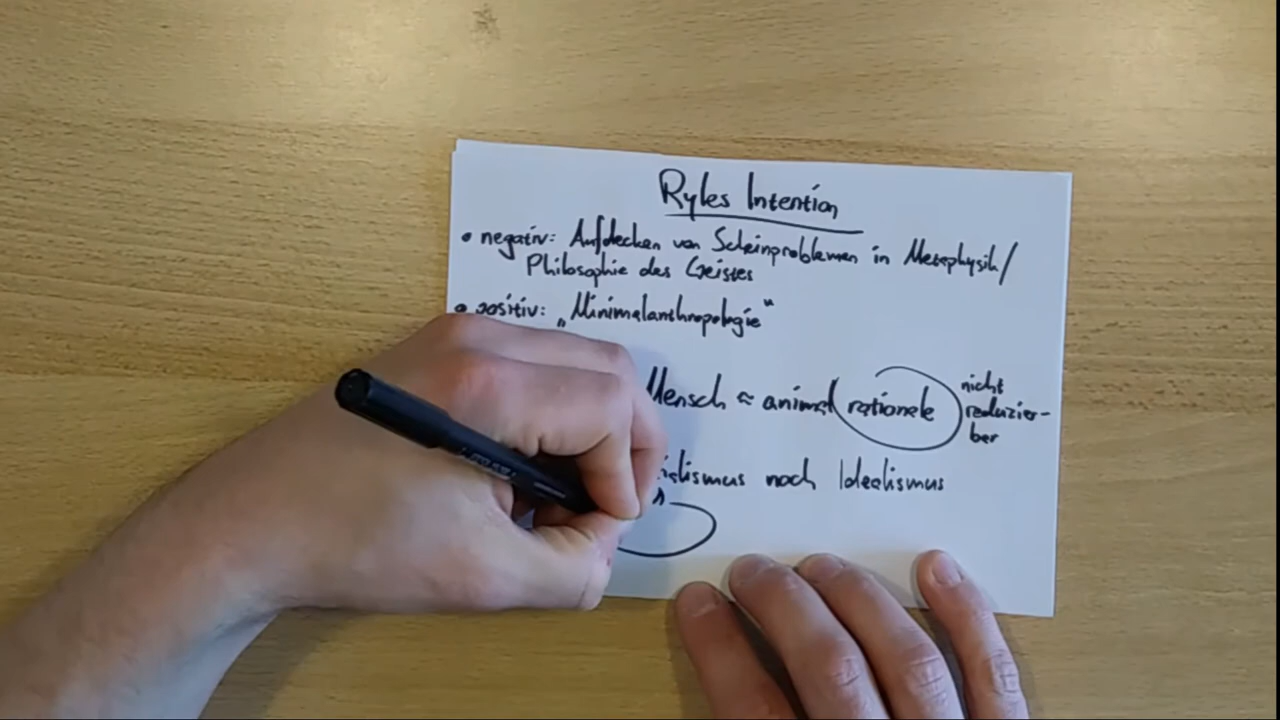 Ryles Intention
• negativ: Aufdecken von Scheinproblemen in Metaphysik/
Philosophie des Geistes
• positiv: „Minimalanthropologie"
Mensch ≈ animal rationale
nicht
reduzier-
ber
noch Idealismus